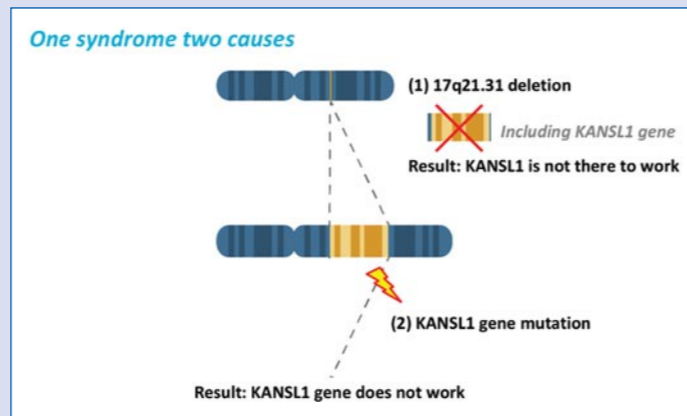 One syndrome two causes
(1) 17q21.31 deletion
Including KANSL1 gene
Result: KANSL1 is not there to work
(2) KANSL1 gene mutation
Result: KANSL1 gene does not work